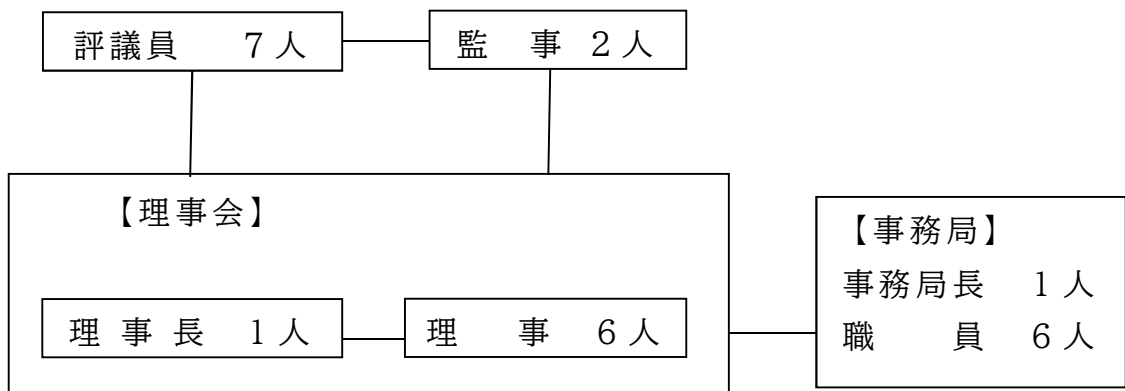 評議員　７人
監　事　２人
【理事会】
理事長　１人
理　事　６人
【事務局】
事務局長　１人
職　員　６人